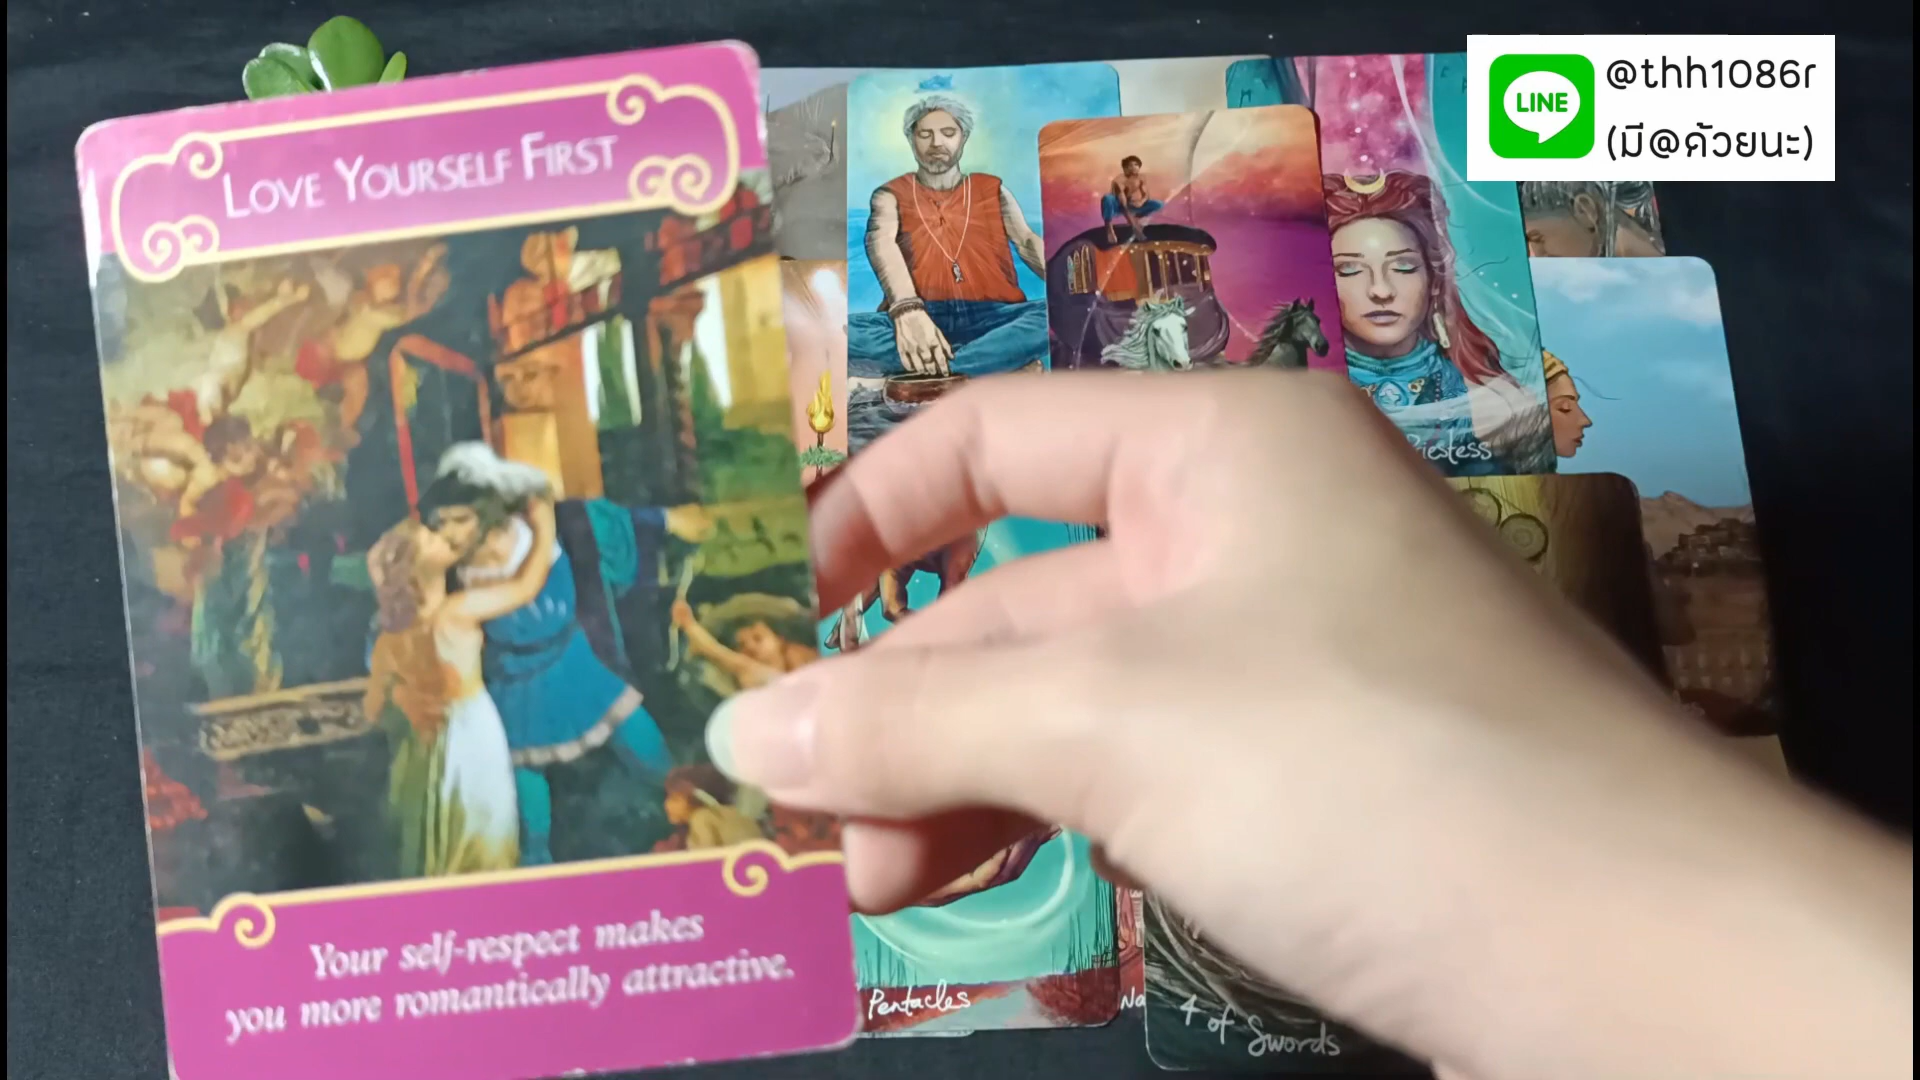 LOVE YOURSELF FIRST
Your self-respect makes
you more romantically attractive.
LINE
@thh1086r
(มี@ด้วยนะ)
Pentacles
4 of Swords